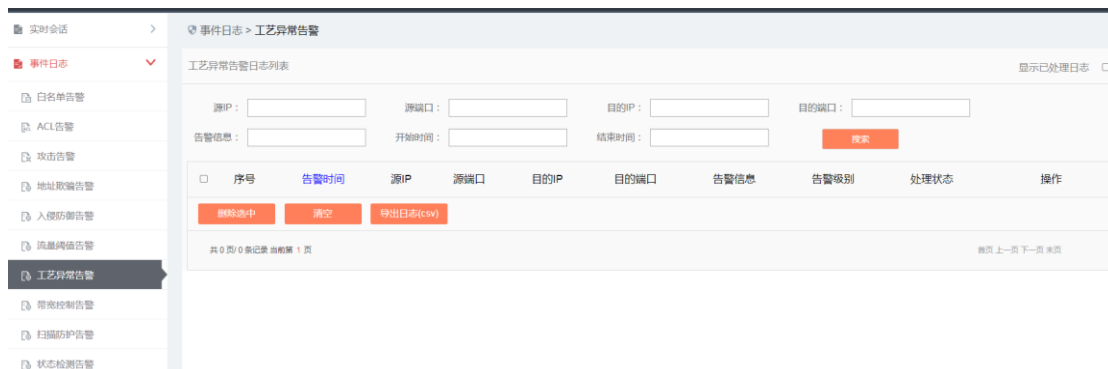 实时会话
事件日志
白名单告警
ACL告警
攻击告警
地址欺骗告警
入侵防御告警
流量阈值告警
工艺异常告警
带宽控制告警
扫描防护告警
状态检测告警
事件日志 > 工艺异常告警
工艺异常告警日志列表 显示已处理日志
源IP： 源端口： 目的IP： 目的端口：
告警信息： 开始时间： 结束时间： 搜索
序号 告警时间 源IP 源端口 目的IP 目的端口 告警信息 告警级别 处理状态 操作
删除选中 清空 导出日志(csv)
共 0 页/ 0 条记录 当前第 1 页 首页 上一页 下一页 末页